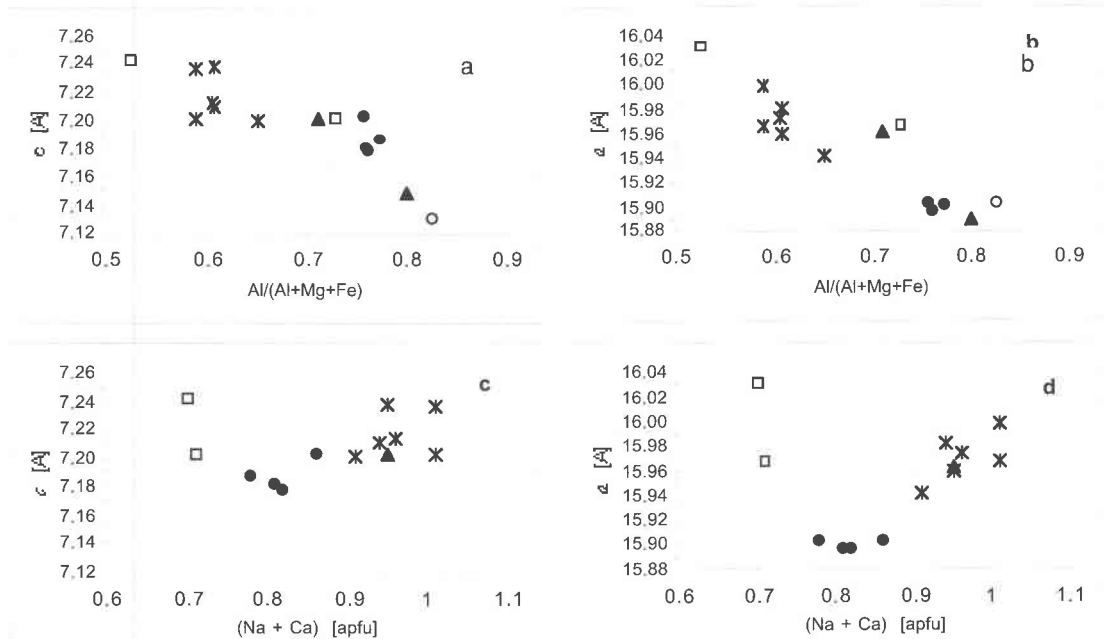 7.26
7.24
7.22
7.20
7.18
7.16
7.14
7.12
c [Å]
a
0.5 0.6 0.7 0.8 0.9
Al/(Al+Mg+Fe)
16.04
16.02
16.00
15.98
15.96
15.94
15.92
15.90
15.88
a [Å]
b
b
0.5 0.6 0.7 0.8 0.9
Al/(Al+Mg+Fe)
7.26
7.24
7.22
7.20
7.18
7.16
7.14
7.12
c [Å]
c
0.6 0.7 0.8 0.9 1 1.1
(Na + Ca) [apfu]
16.04
16.02
16.00
15.98
15.96
15.94
15.92
15.90
15.88
a [Å]
d
0.6 0.7 0.8 0.9 1 1.1
(Na + Ca) [apfu]